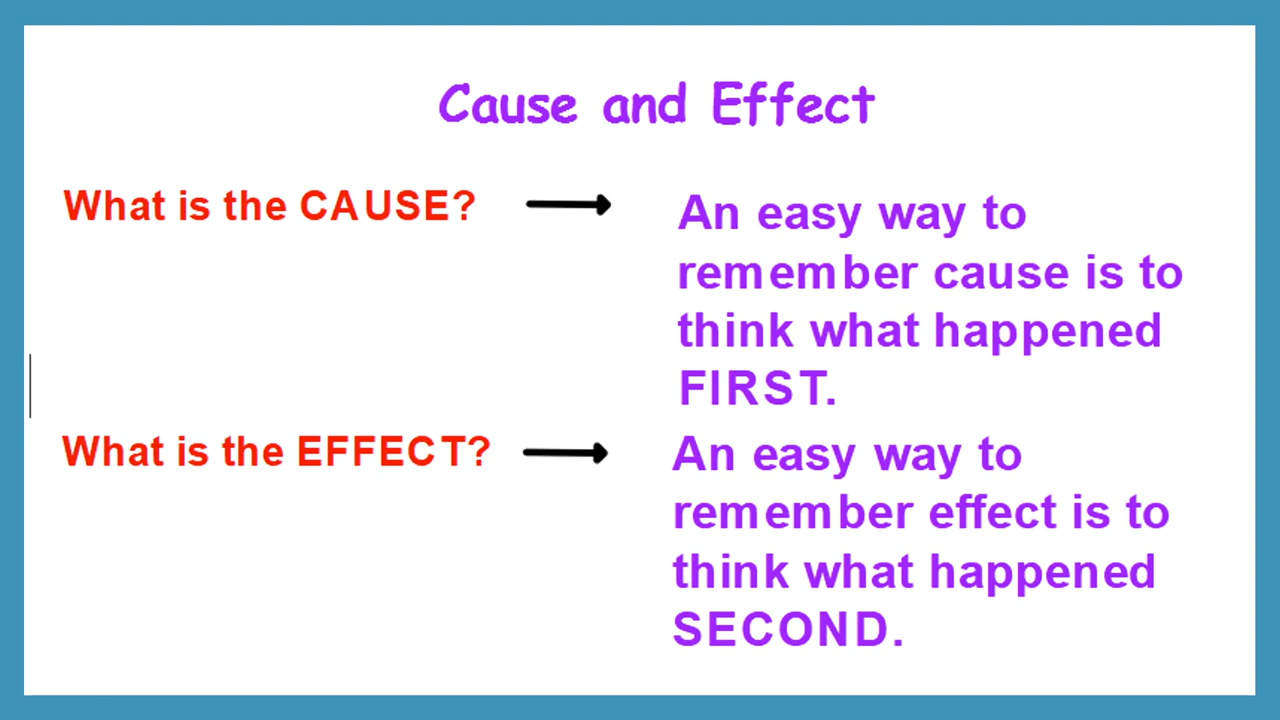 Cause and Effect
What is the CAUSE?
An easy way to
remember cause is to
think what happened
FIRST.
What is the EFFECT?
An easy way to
remember effect is to
think what happened
SECOND.